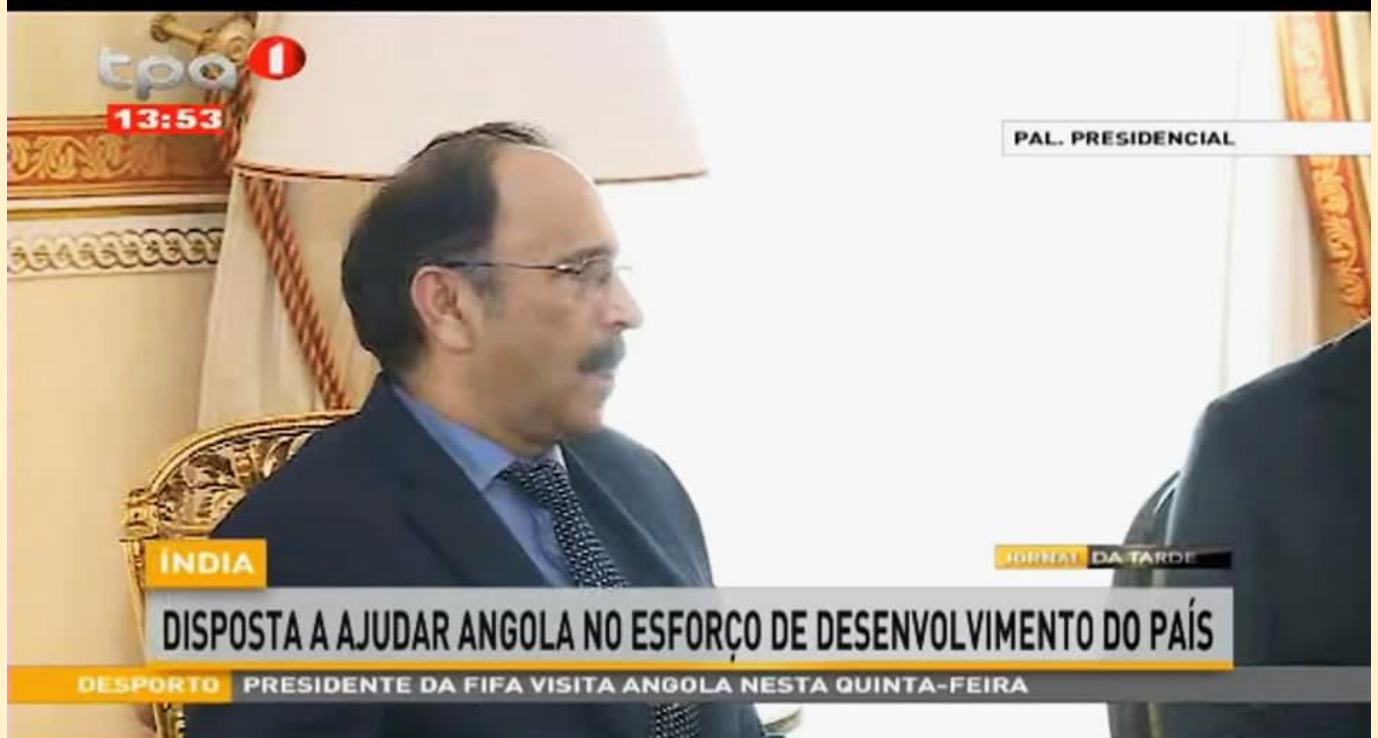 tpa 1
13:53
PAL. PRESIDENCIAL
ÍNDIA
JORNAL DA TARDE
DISPOSTA A AJUDAR ANGOLA NO ESFORÇO DE DESENVOLVIMENTO DO PAÍS
DESPORTO PRESIDENTE DA FIFA VISITA ANGOLA NESTA QUINTA-FEIRA